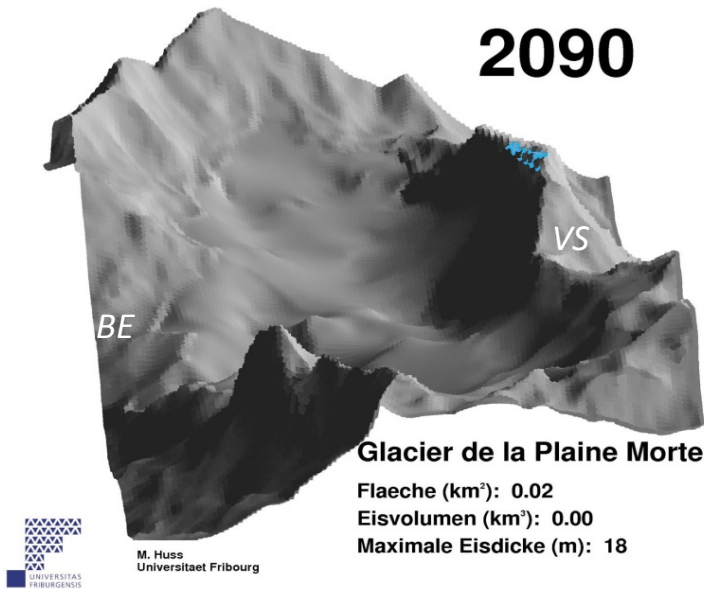 2090
VS
BE
Glacier de la Plaine Morte
Flaeche (km²): 0.02
Eisvolumen (km³): 0.00
Maximale Eisdicke (m): 18
M. Huss
Universitaet Fribourg
UNIVERSITAS
FRIBURGENSIS